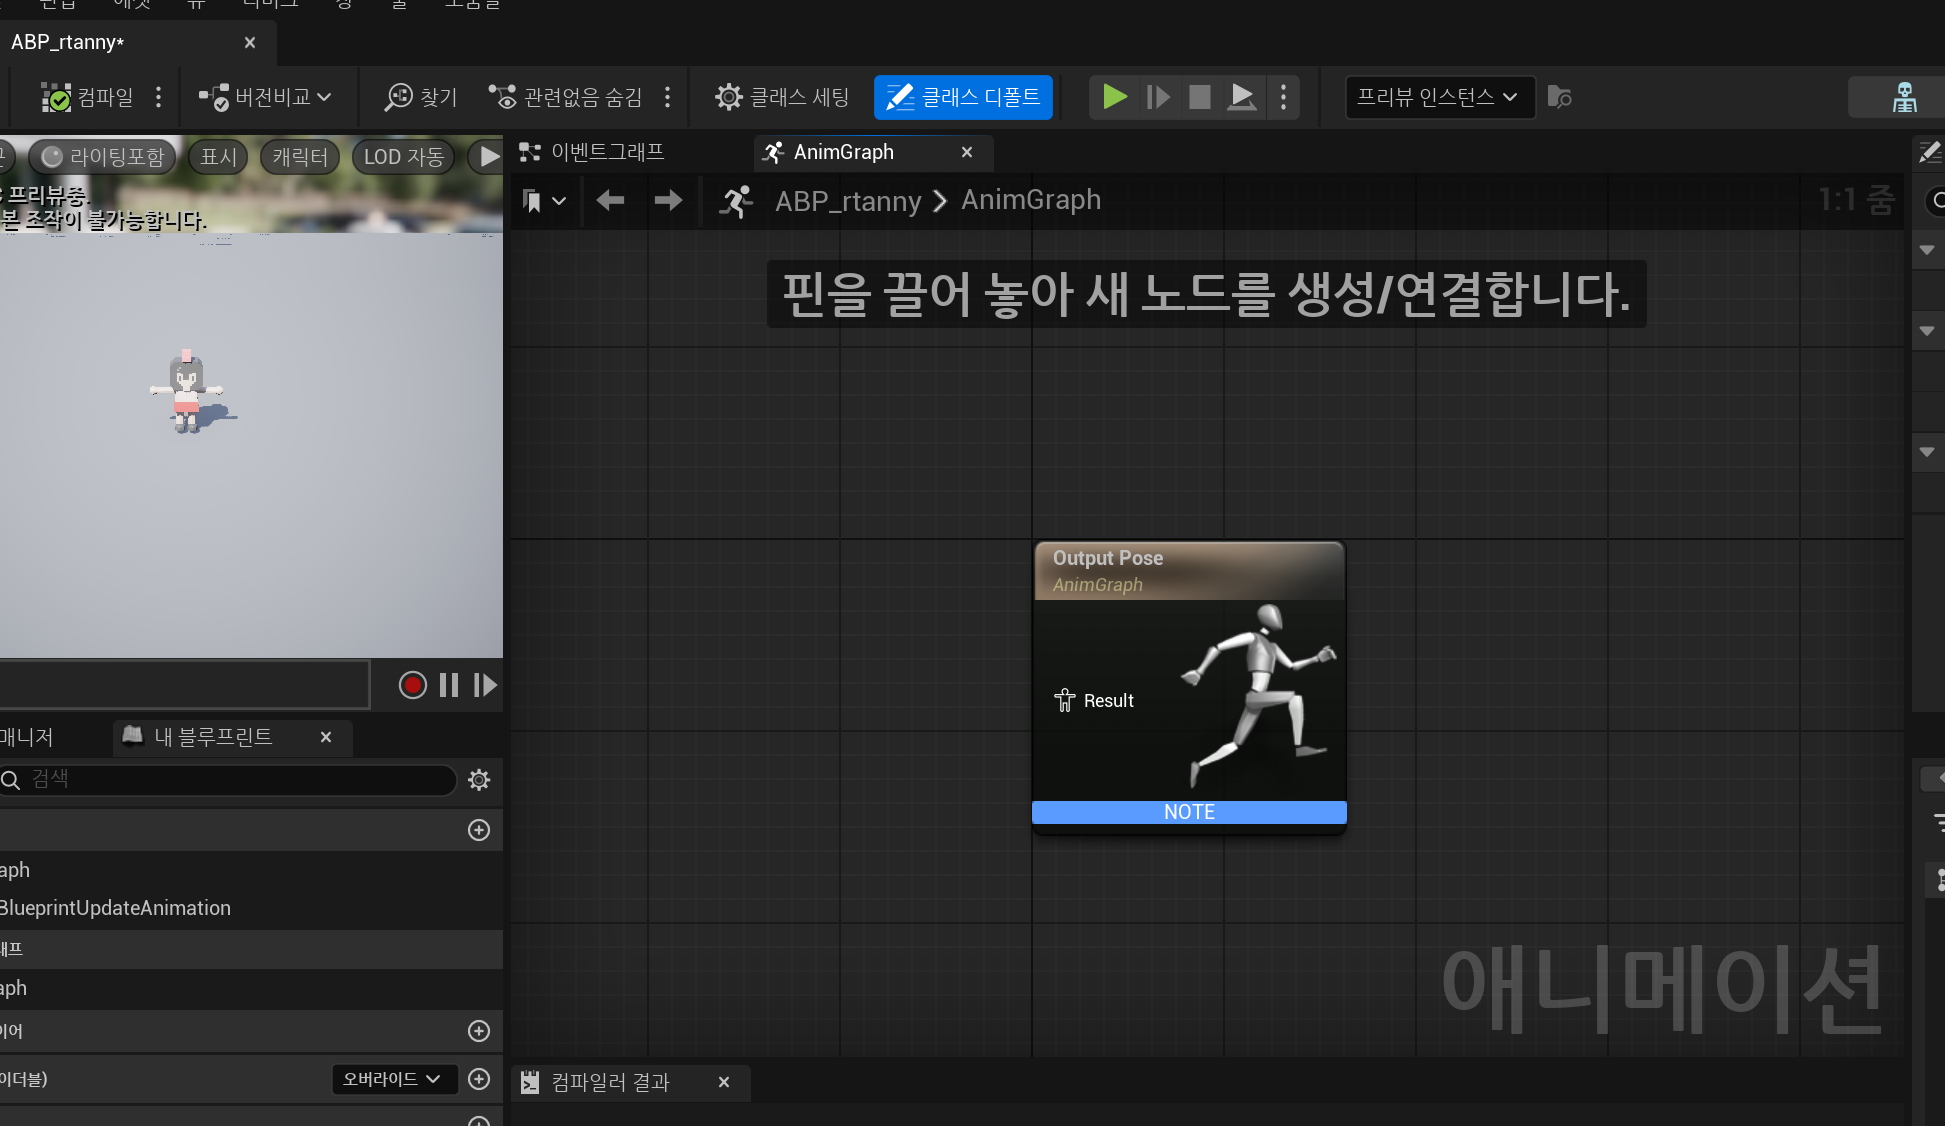 ABP_rtanny*
컴파일
버전비교
찾기
관련없음 숨김
클래스 세팅
클래스 디폴트
프리뷰 인스턴스
라이팅포함
표시
캐릭터
LOD 자동
프리뷰중.
본 조작이 불가능합니다.
이벤트그래프
AnimGraph
ABP_rtanny
AnimGraph
1:1 줌
핀을 끌어 놓아 새 노드를 생성/연결합니다.
Output Pose
AnimGraph
Result
NOTE
매니저
내 블루프린트
검색
aph
BlueprintUpdateAnimation
래프
aph
이어
이더블)
오버라이드
애니메이션
컴파일러 결과